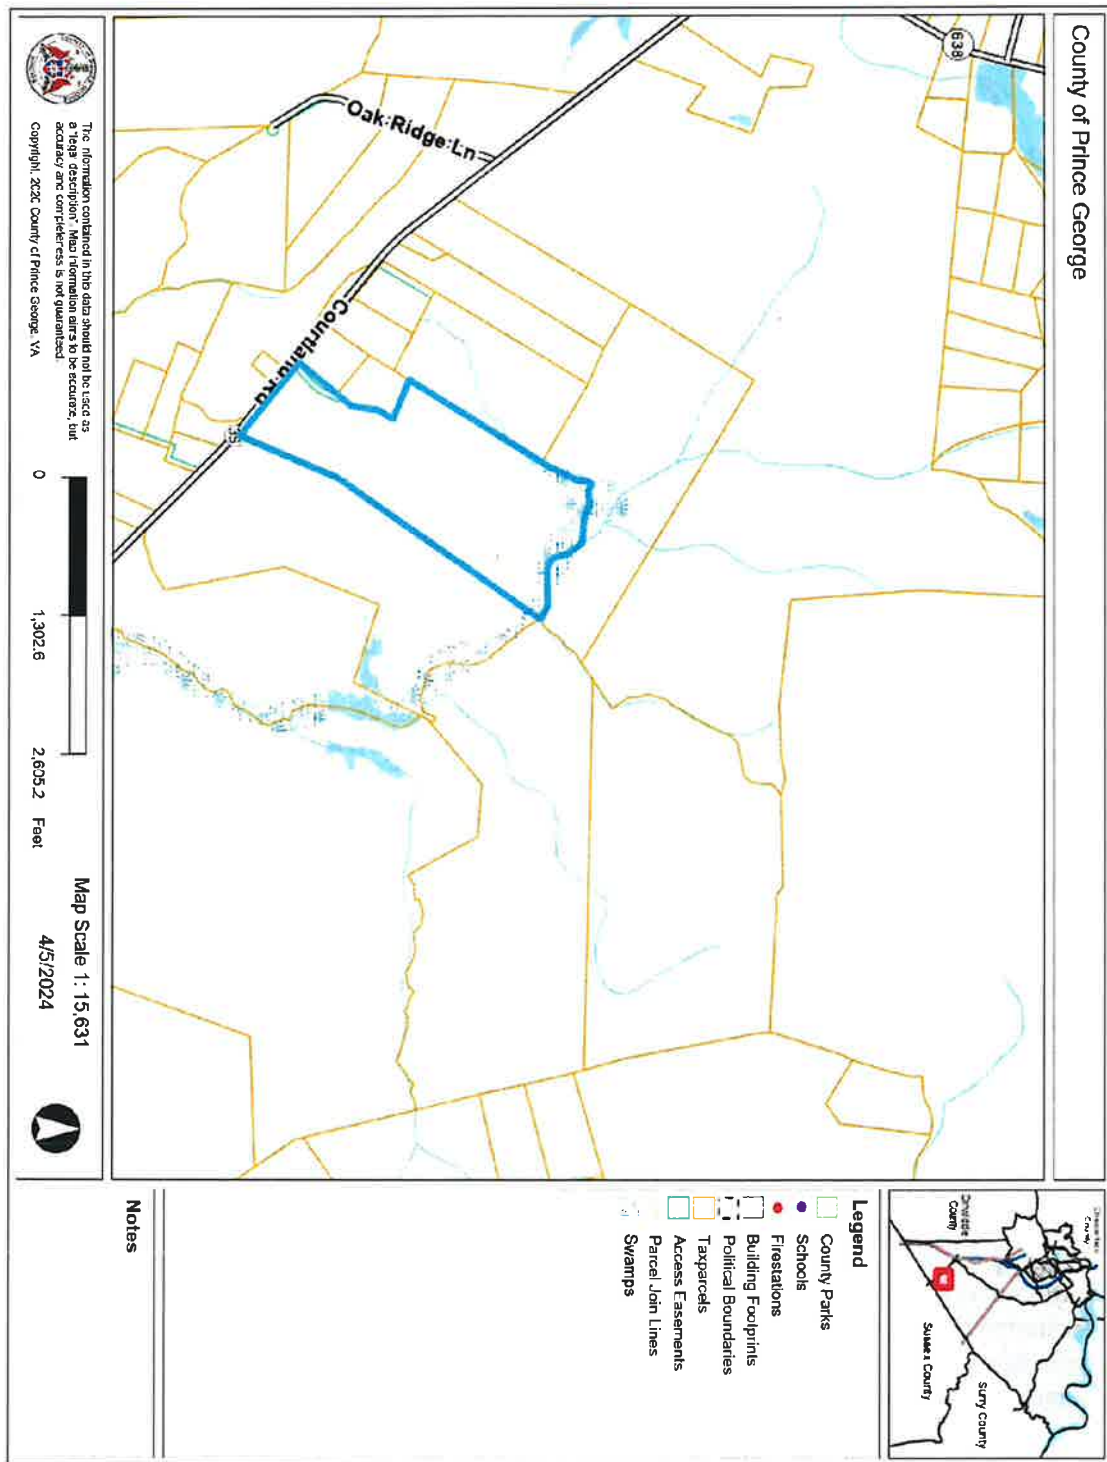 County of Prince George
638
Oak Ridge Ln
Courtland Rd
35
Dinwiddie
County
Sussex County
Surry County
Legend
County Parks
Schools
Firestations
Building Footprints
Political Boundaries
Taxparcels
Access Easements
Parcel Join Lines
Swamps
Notes
The information contained in this data should not be used as
a "legal description". Map information aims to be accurate, but
accuracy and completeness is not guaranteed.
Copyright, 2020, County of Prince George, VA
0 1,302.6 2,605.2 Feet
Map Scale 1: 15,631
4/5/2024